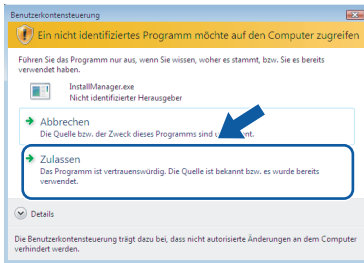 Benutzerkontensteuerung
Ein nicht identifiziertes Programm möchte auf den Computer zugreifen
Führen Sie das Programm nur aus, wenn Sie wissen, woher es stammt, bzw. Sie es bereits
verwendet haben.
InstallManager.exe
Nicht identifizierter Herausgeber
Abbrechen
Die Quelle bzw. der Zweck dieses Programms sind
Zulassen
Das Programm ist vertrauenswürdig. Die Quelle ist bekannt bzw. es wurde bereits
verwendet.
Details
Die Benutzerkontensteuerung trägt dazu bei, dass nicht autorisierte Änderungen an dem Computer
verhindert werden.